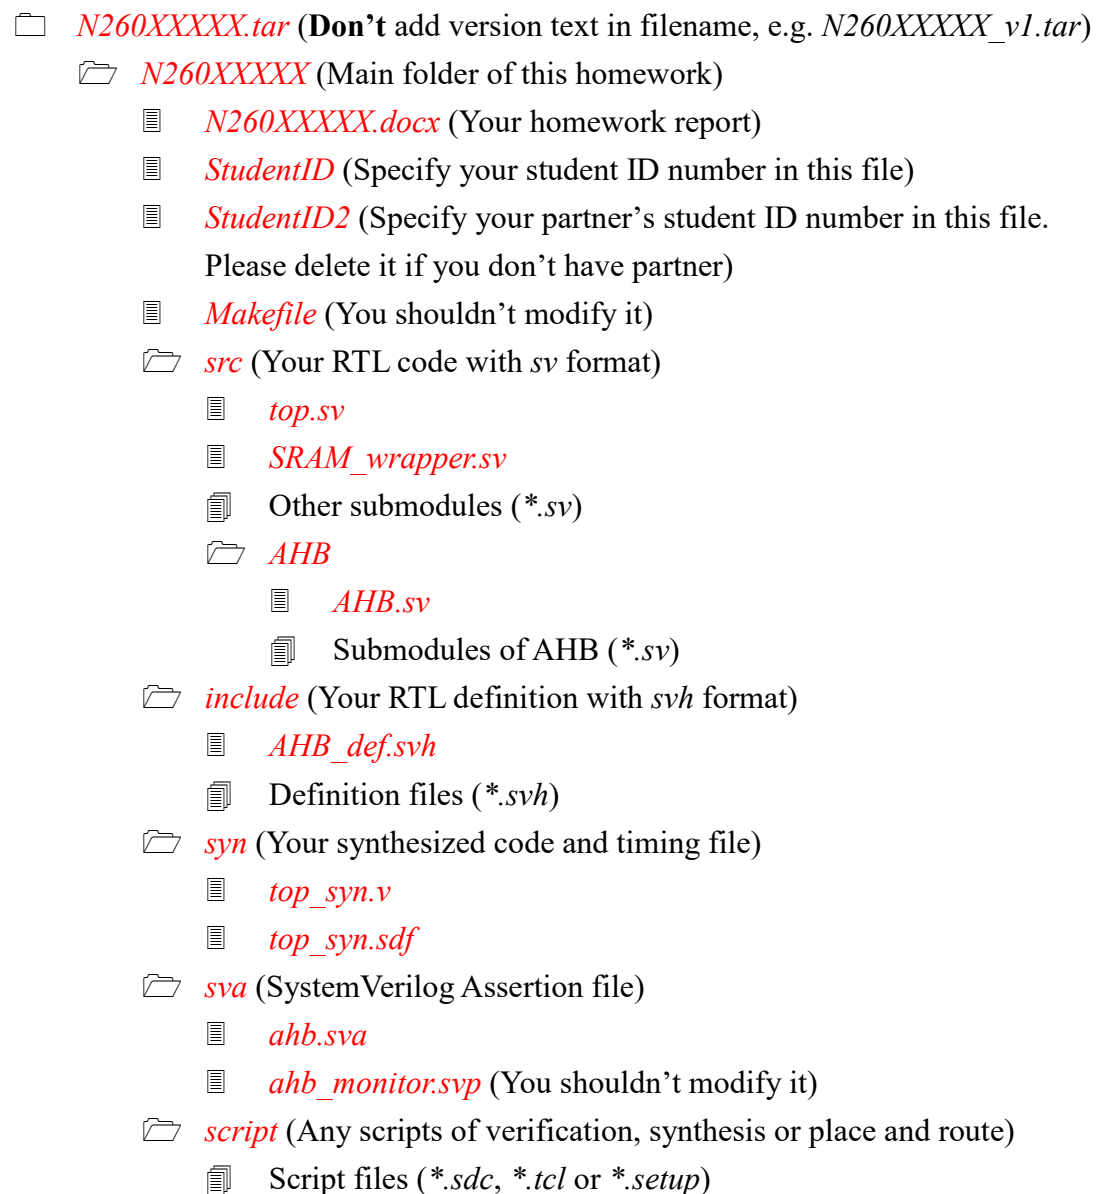 N260XXXXX.tar (Don’t add version text in filename, e.g. N260XXXXX_v1.tar)
N260XXXXX (Main folder of this homework)
N260XXXXX.docx (Your homework report)
StudentID (Specify your student ID number in this file)
StudentID2 (Specify your partner’s student ID number in this file.
Please delete it if you don’t have partner)
Makefile (You shouldn’t modify it)
src (Your RTL code with sv format)
top.sv
SRAM_wrapper.sv
Other submodules (*.sv)
AHB
AHB.sv
Submodules of AHB (*.sv)
include (Your RTL definition with svh format)
AHB_def.svh
Definition files (*.svh)
syn (Your synthesized code and timing file)
top_syn.v
top_syn.sdf
sva (SystemVerilog Assertion file)
ahb.sva
ahb_monitor.svp (You shouldn’t modify it)
script (Any scripts of verification, synthesis or place and route)
Script files (*.sdc, *.tcl or *.setup)